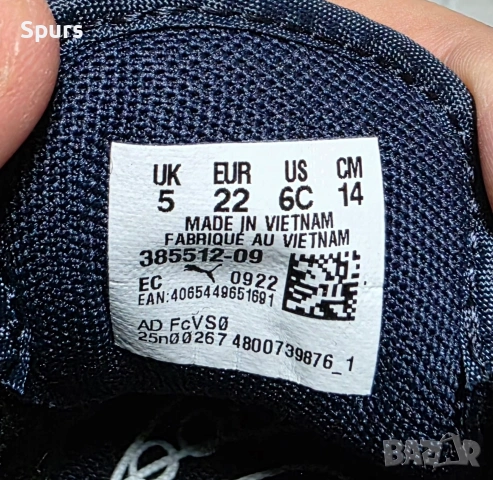 Spurs
UK EUR US CM
5 22 6C 14
MADE IN VIETNAM
FABRIQUÉ AU VIETNAM
385512-09
EC 0922
EAN:4065449651691
AD FcVS0
25n00267 4800739876_1
BAZAR